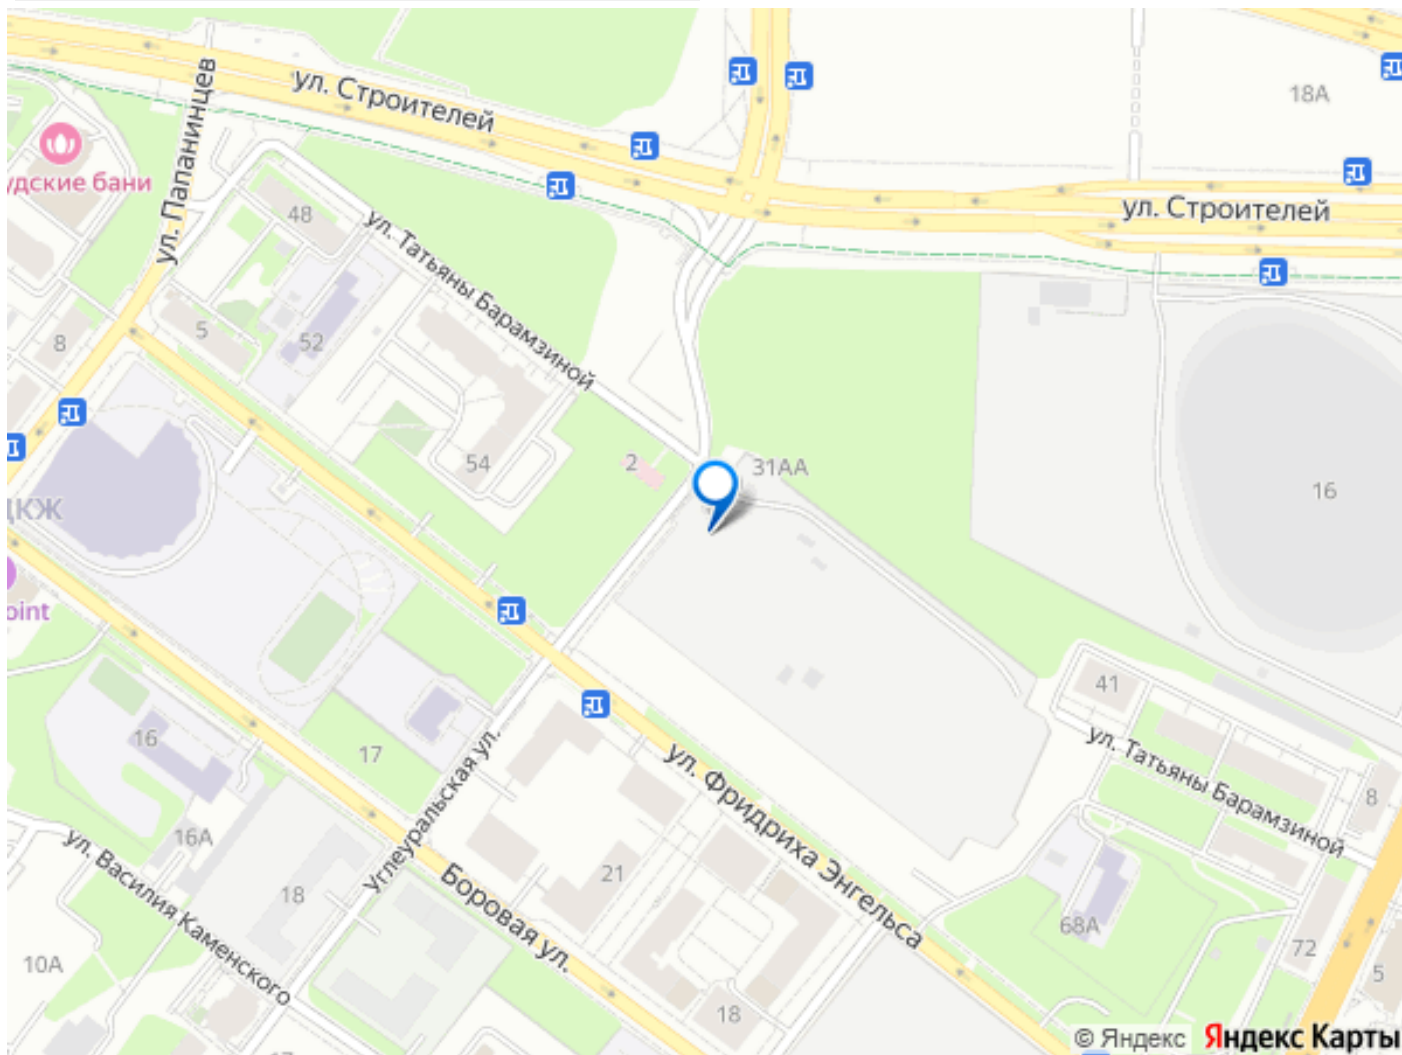 ул. Строителей
ул. Папанинцев
18А
удские бани
ул. Строителей
48
ул. Татьяны Барамзиной
5
52
8
54
2
31АА
16
ДКЖ
oint
41
16
17
ул. Татьяны Барамзиной
8
ул. Фридриха Энгельса
16А
Углеуральская ул.
ул. Василия Каменского
18
21
Боровая ул.
68А
72
10А
5
18
© Яндекс
Яндекс Карты